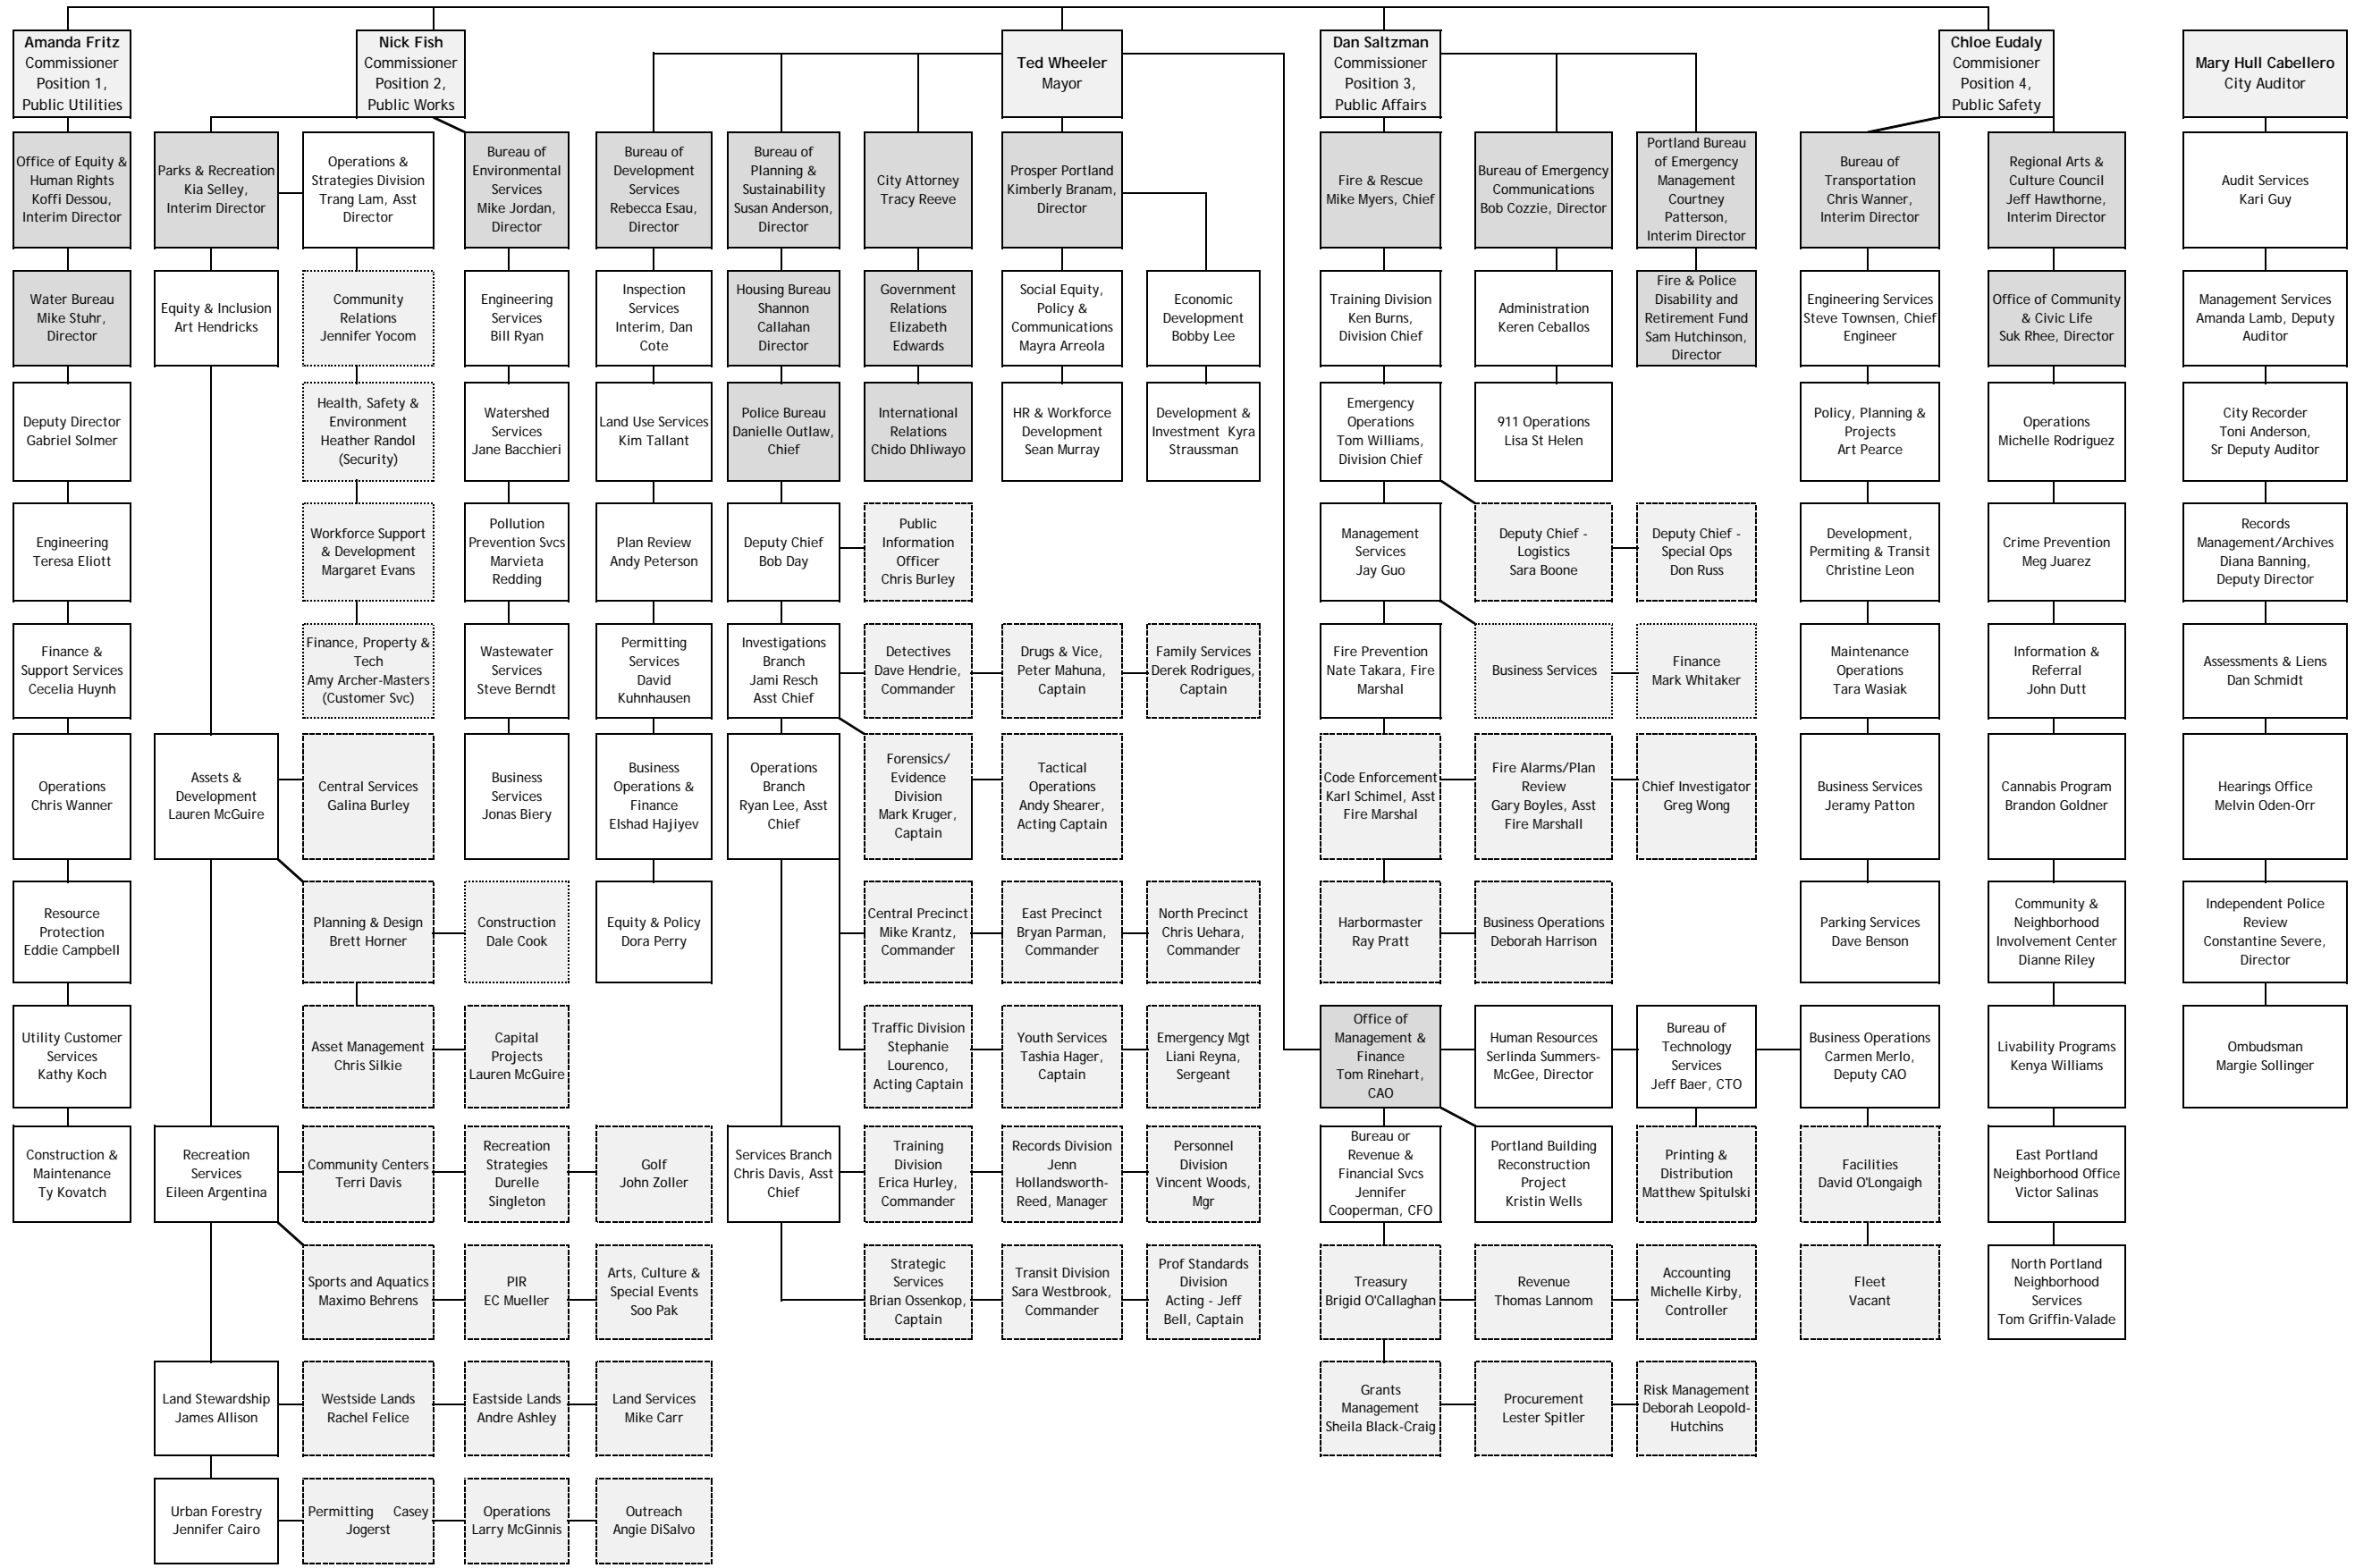 Amanda Fritz
Commissioner
Position 1,
Public Utilities
Nick Fish
Commissioner
Position 2,
Public Works
Ted Wheeler
Mayor
Dan Saltzman
Commissioner
Position 3,
Public Affairs
Chloe Eudaly
Commisioner
Position 4,
Public Safety
Mary Hull Cabellero
City Auditor
Office of Equity &
Human Rights
Koffi Dessou,
Interim Director
Parks & Recreation
Kia Selley,
Interim Director
Operations &
Strategies Division
Trang Lam, Asst
Director
Bureau of
Environmental
Services
Mike Jordan,
Director
Bureau of
Development
Services
Rebecca Esau,
Director
Bureau of
Planning &
Sustainability
Susan Anderson,
Director
City Attorney
Tracy Reeve
Prosper Portland
Kimberly Branam,
Director
Fire & Rescue
Mike Myers, Chief
Bureau of Emergency
Communications
Bob Cozzie, Director
Portland Bureau
of Emergency
Management
Courtney
Patterson,
Interim Director
Bureau of
Transportation
Chris Wanner,
Interim Director
Regional Arts &
Culture Council
Jeff Hawthorne,
Interim Director
Audit Services
Kari Guy
Water Bureau
Mike Stuhr,
Director
Equity & Inclusion
Art Hendricks
Community
Relations
Jennifer Yocom
Engineering
Services
Bill Ryan
Inspection
Services
Interim, Dan
Cote
Housing Bureau
Shannon
Callahan
Director
Government
Relations
Elizabeth
Edwards
Social Equity,
Policy &
Communications
Mayra Arreola
Economic
Development
Bobby Lee
Training Division
Ken Burns,
Division Chief
Administration
Keren Ceballos
Fire & Police
Disability and
Retirement Fund
Sam Hutchinson,
Director
Engineering Services
Steve Townsen, Chief
Engineer
Office of Community
& Civic Life
Suk Rhee, Director
Management Services
Amanda Lamb, Deputy
Auditor
Deputy Director
Gabriel Solmer
Health, Safety &
Environment
Heather Randol
(Security)
Watershed
Services
Jane Bacchieri
Land Use Services
Kim Tallant
Police Bureau
Danielle Outlaw,
Chief
International
Relations
Chido Dhliwayo
HR & Workforce
Development
Sean Murray
Development &
Investment Kyra
Straussman
Emergency
Operations
Tom Williams,
Division Chief
911 Operations
Lisa St Helen
Policy, Planning &
Projects
Art Pearce
Operations
Michelle Rodriguez
City Recorder
Toni Anderson,
Sr Deputy Auditor
Engineering
Teresa Eliott
Workforce Support
& Development
Margaret Evans
Pollution
Prevention Svcs
Marvieta
Redding
Plan Review
Andy Peterson
Deputy Chief
Bob Day
Public
Information
Officer
Chris Burley
Management
Services
Jay Guo
Deputy Chief -
Logistics
Sara Boone
Deputy Chief -
Special Ops
Don Russ
Development,
Permiting & Transit
Christine Leon
Crime Prevention
Meg Juarez
Records
Management/Archives
Diana Banning,
Deputy Director
Finance &
Support Services
Cecelia Huynh
Finance, Property &
Tech
Amy Archer-Masters
(Customer Svc)
Wastewater
Services
Steve Berndt
Permitting
Services
David
Kuhnhausen
Investigations
Branch
Jami Resch
Asst Chief
Detectives
Dave Hendrie,
Commander
Drugs & Vice,
Peter Mahuna,
Captain
Family Services
Derek Rodrigues,
Captain
Fire Prevention
Nate Takara, Fire
Marshal
Business Services
Finance
Mark Whitaker
Maintenance
Operations
Tara Wasiak
Information &
Referral
John Dutt
Assessments & Liens
Dan Schmidt
Operations
Chris Wanner
Assets &
Development
Lauren McGuire
Central Services
Galina Burley
Business
Services
Jonas Biery
Business
Operations &
Finance
Elshad Hajiyev
Operations
Branch
Ryan Lee, Asst
Chief
Forensics/
Evidence
Division
Mark Kruger,
Captain
Tactical
Operations
Andy Shearer,
Acting Captain
Code Enforcement
Karl Schimel, Asst
Fire Marshal
Fire Alarms/Plan
Review
Gary Boyles, Asst
Fire Marshall
Chief Investigator
Greg Wong
Business Services
Jeramy Patton
Cannabis Program
Brandon Goldner
Hearings Office
Melvin Oden-Orr
Resource
Protection
Eddie Campbell
Planning & Design
Brett Horner
Construction
Dale Cook
Equity & Policy
Dora Perry
Central Precinct
Mike Krantz,
Commander
East Precinct
Bryan Parman,
Commander
North Precinct
Chris Uehara,
Commander
Harbormaster
Ray Pratt
Business Operations
Deborah Harrison
Parking Services
Dave Benson
Community &
Neighborhood
Involvement Center
Dianne Riley
Independent Police
Review
Constantine Severe,
Director
Utility Customer
Services
Kathy Koch
Asset Management
Chris Silkie
Capital
Projects
Lauren McGuire
Traffic Division
Stephanie
Lourenco,
Acting Captain
Youth Services
Tashia Hager,
Captain
Emergency Mgt
Liani Reyna,
Sergeant
Office of
Management &
Finance
Tom Rinehart,
CAO
Human Resources
Serlinda Summers-
McGee, Director
Bureau of
Technology
Services
Jeff Baer, CTO
Business Operations
Carmen Merlo,
Deputy CAO
Livability Programs
Kenya Williams
Ombudsman
Margie Sollinger
Construction &
Maintenance
Ty Kovatch
Recreation
Services
Eileen Argentina
Community Centers
Terri Davis
Recreation
Strategies
Durelle
Singleton
Golf
John Zoller
Services Branch
Chris Davis, Asst
Chief
Training
Division
Erica Hurley,
Commander
Records Division
Jenn
Hollandsworth-
Reed, Manager
Personnel
Division
Vincent Woods,
Mgr
Bureau or
Revenue &
Financial Svcs
Jennifer
Cooperman, CFO
Portland Building
Reconstruction
Project
Kristin Wells
Printing &
Distribution
Matthew Spitulski
Facilities
David O'Longaigh
East Portland
Neighborhood Office
Victor Salinas
Sports and Aquatics
Maximo Behrens
PIR
EC Mueller
Arts, Culture &
Special Events
Soo Pak
Strategic
Services
Brian Ossenkop,
Captain
Transit Division
Sara Westbrook,
Commander
Prof Standards
Division
Acting - Jeff
Bell, Captain
Treasury
Brigid O'Callaghan
Revenue
Thomas Lannom
Accounting
Michelle Kirby,
Controller
Fleet
Vacant
North Portland
Neighborhood
Services
Tom Griffin-Valade
Land Stewardship
James Allison
Westside Lands
Rachel Felice
Eastside Lands
Andre Ashley
Land Services
Mike Carr
Grants
Management
Sheila Black-Craig
Procurement
Lester Spitler
Risk Management
Deborah Leopold-
Hutchins
Urban Forestry
Jennifer Cairo
Permitting Casey
Jogerst
Operations
Larry McGinnis
Outreach
Angie DiSalvo